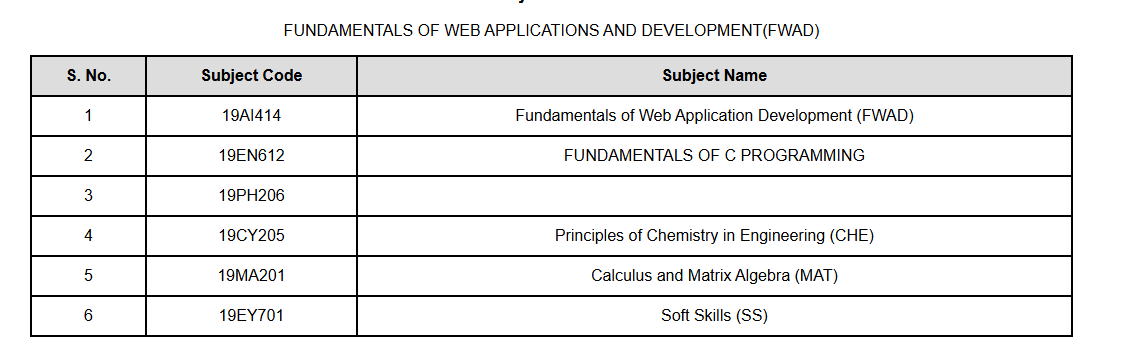 FUNDAMENTALS OF WEB APPLICATIONS AND DEVELOPMENT(FWAD)
S. No. Subject Code Subject Name
1 19AI414 Fundamentals of Web Application Development (FWAD)
2 19EN612 FUNDAMENTALS OF C PROGRAMMING
3 19PH206
4 19CY205 Principles of Chemistry in Engineering (CHE)
5 19MA201 Calculus and Matrix Algebra (MAT)
6 19EY701 Soft Skills (SS)